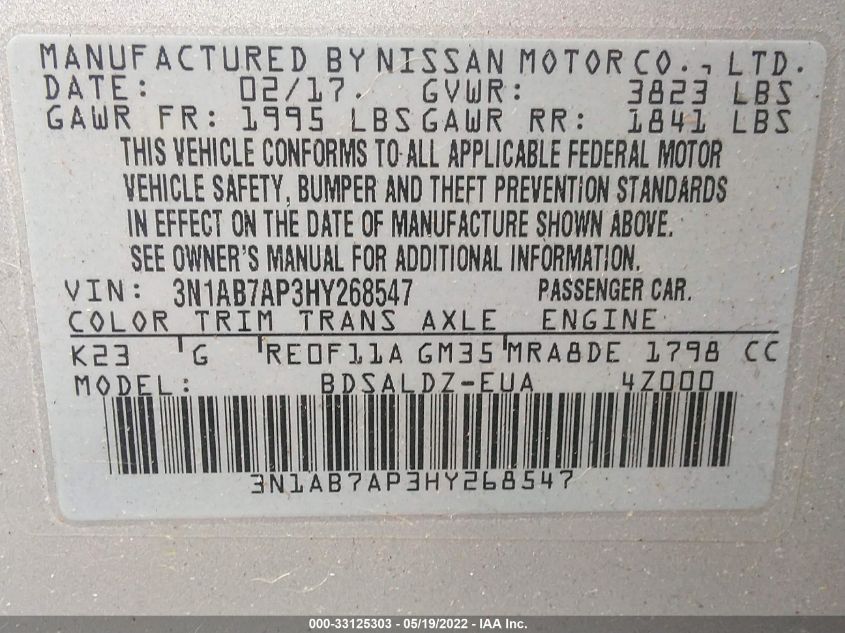 MANUFACTURED BY NISSAN MOTOR CO., LTD.
DATE: 02/17. GVWR: 3823 LBS
GAWR FR: 1995 LBS GAWR RR: 1841 LBS
THIS VEHICLE CONFORMS TO ALL APPLICABLE FEDERAL MOTOR
VEHICLE SAFETY, BUMPER AND THEFT PREVENTION STANDARDS
IN EFFECT ON THE DATE OF MANUFACTURE SHOWN ABOVE.
SEE OWNER'S MANUAL FOR ADDITIONAL INFORMATION.
VIN: 3N1AB7AP3HY268547 PASSENGER CAR.
COLOR TRIM TRANS AXLE ENGINE
K23 G RE0F11A GM35 MRA8DE 1798 CC
MODEL: BDSALDZ-EUA 4Z000
3N1AB7AP3HY268547
000-33125303 - 05/19/2022 - IAA Inc.